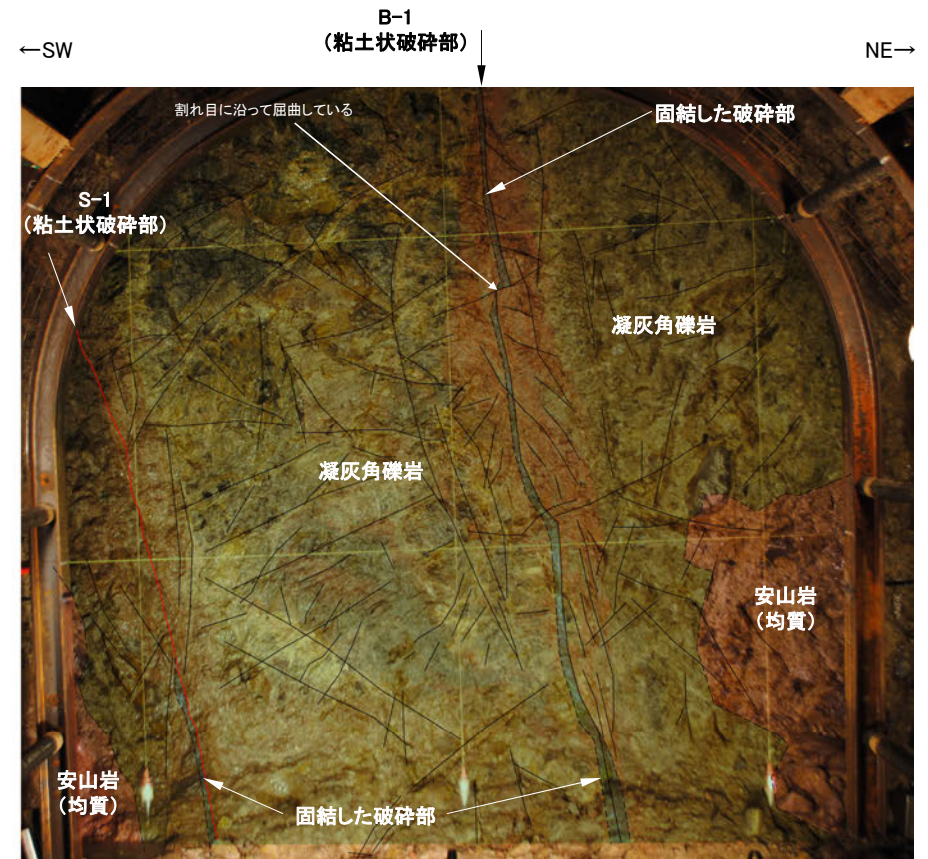 B-1
（粘土状破砕部）
←SW
NE→
割れ目に沿って屈曲している
固結した破砕部
S-1
（粘土状破砕部）
凝灰角礫岩
凝灰角礫岩
安山岩
（均質）
安山岩
（均質）
固結した破砕部